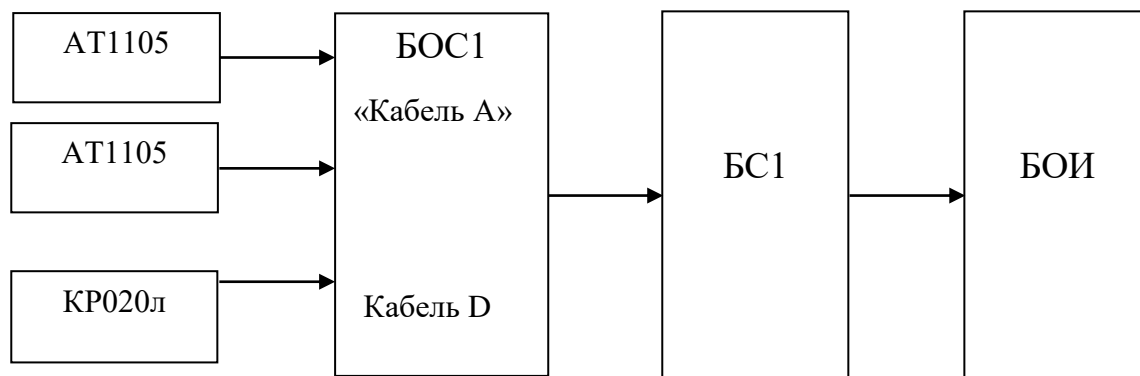 АТ1105
АТ1105
КР020л
БОС1
«Кабель А»
Кабель D
БС1
БОИ